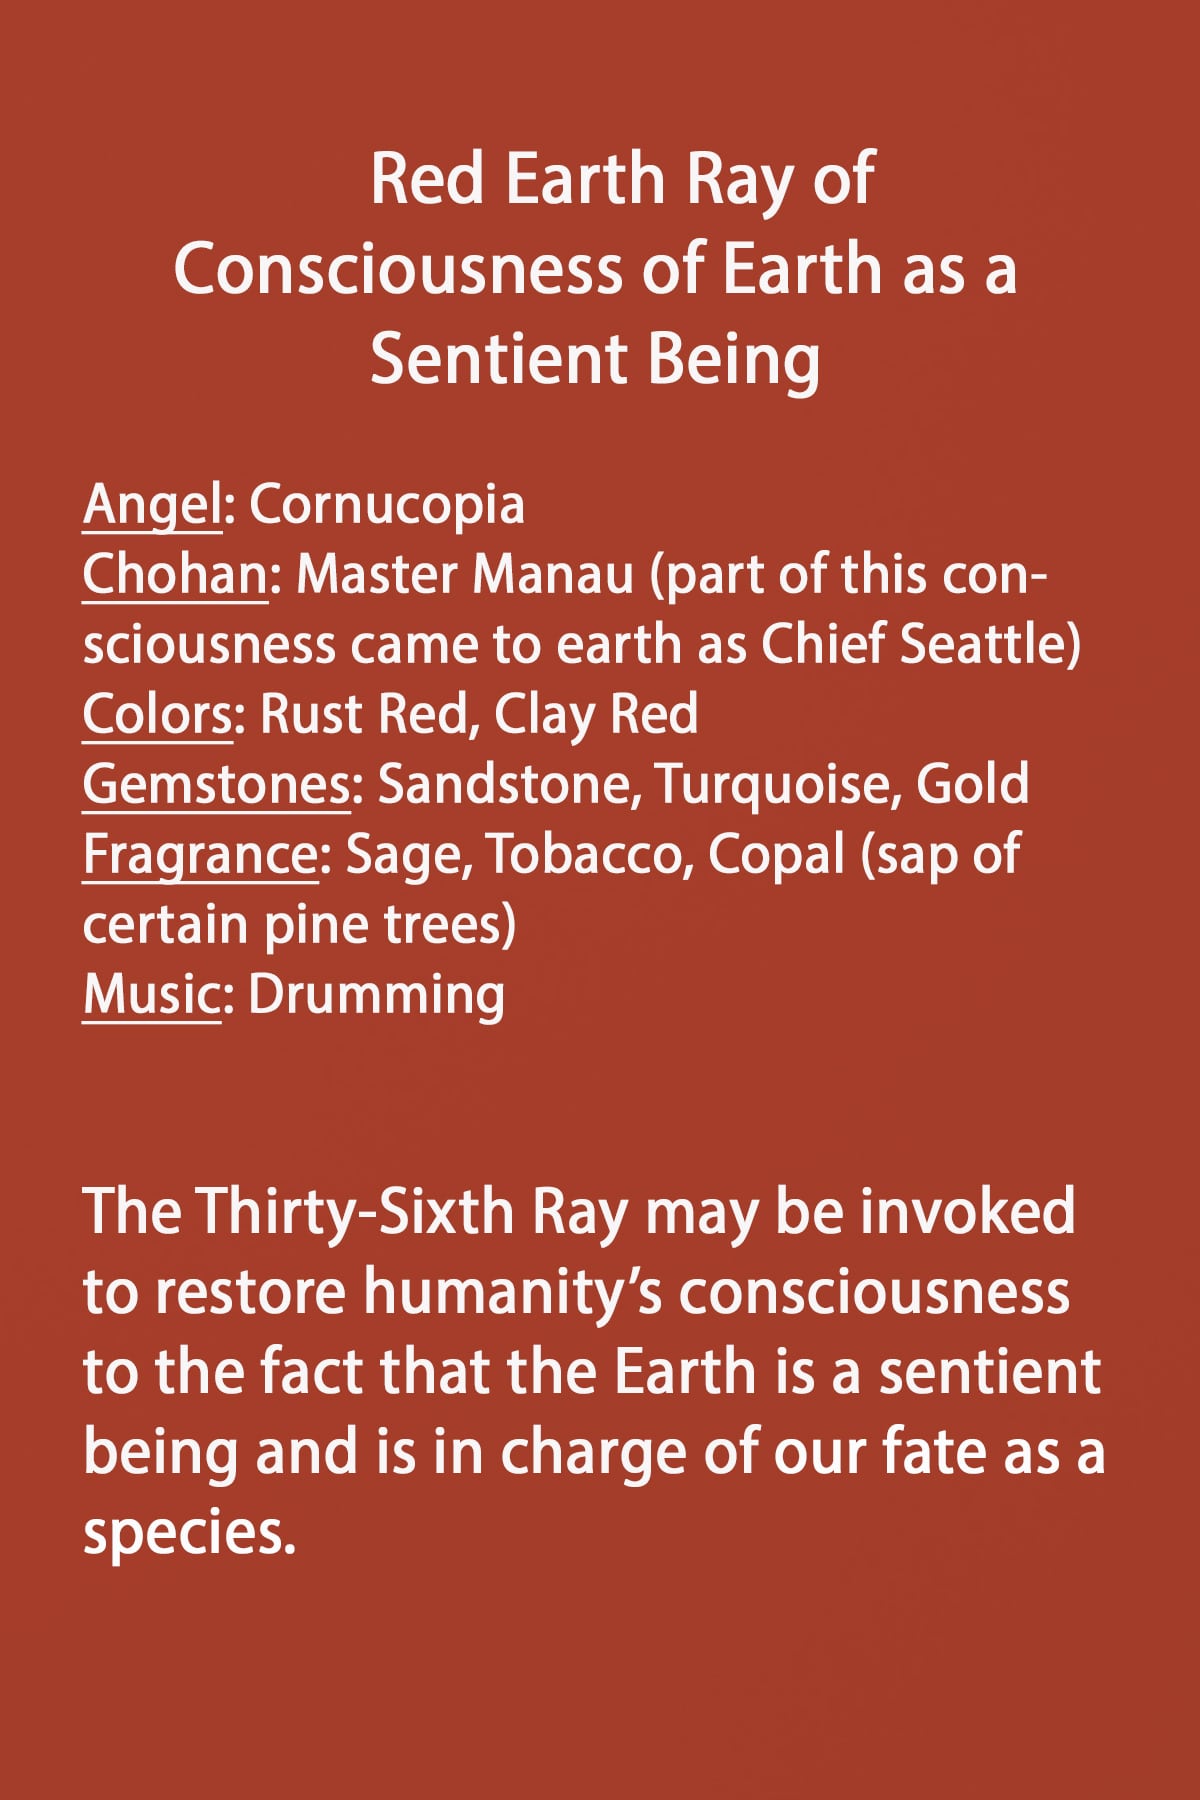 Red Earth Ray of
Consciousness of Earth as a
Sentient Being
Angel: Cornucopia
Chohan: Master Manau (part of this con-
sciousness came to earth as Chief Seattle)
Colors: Rust Red, Clay Red
Gemstones: Sandstone, Turquoise, Gold
Fragrance: Sage, Tobacco, Copal (sap of
certain pine trees)
Music: Drumming
The Thirty-Sixth Ray may be invoked
to restore humanity’s consciousness
to the fact that the Earth is a sentient
being and is in charge of our fate as a
species.